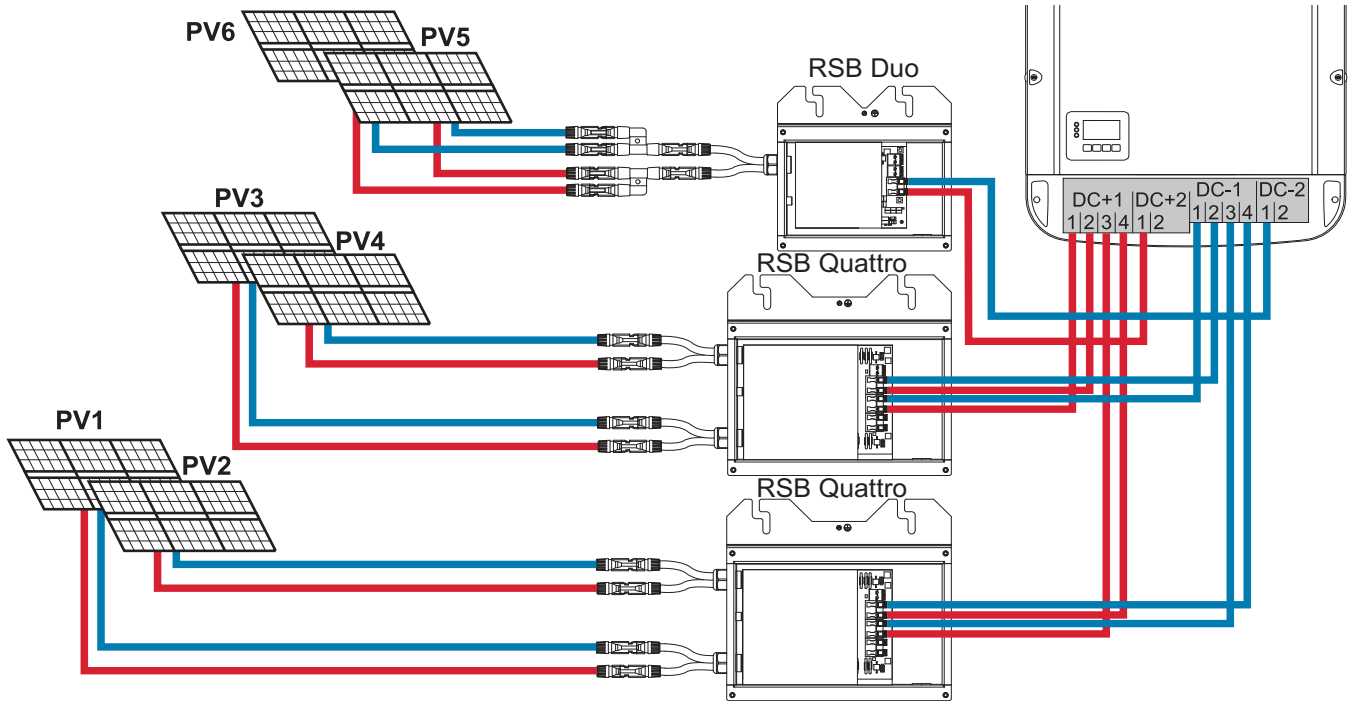 PV6
PV5
RSB Duo
DC+1 DC+2 DC-1 DC-2
1 2 3 4 1 2 1 2 3 4 1 2
PV3
PV4
RSB Quattro
PV1
PV2
RSB Quattro